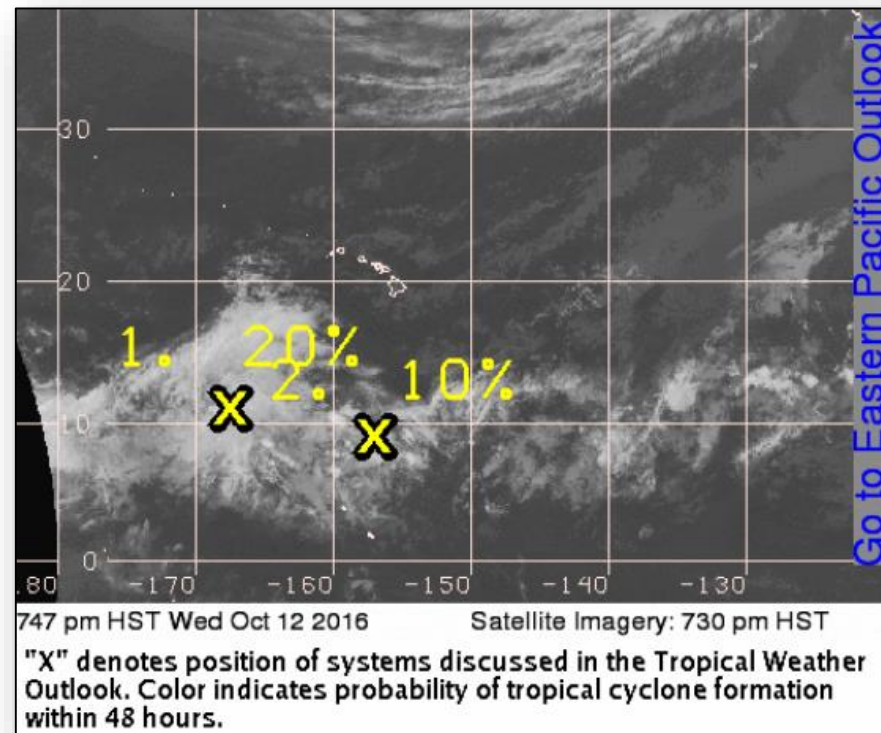 30
20
1. 20%
2. 10%
10
0
.80 -170 -160 -150 -140 -130
Go to Eastern Pacific Outlook
747 pm HST Wed Oct 12 2016 Satellite Imagery: 730 pm HST
"X" denotes position of systems discussed in the Tropical Weather
Outlook. Color indicates probability of tropical cyclone formation
within 48 hours.